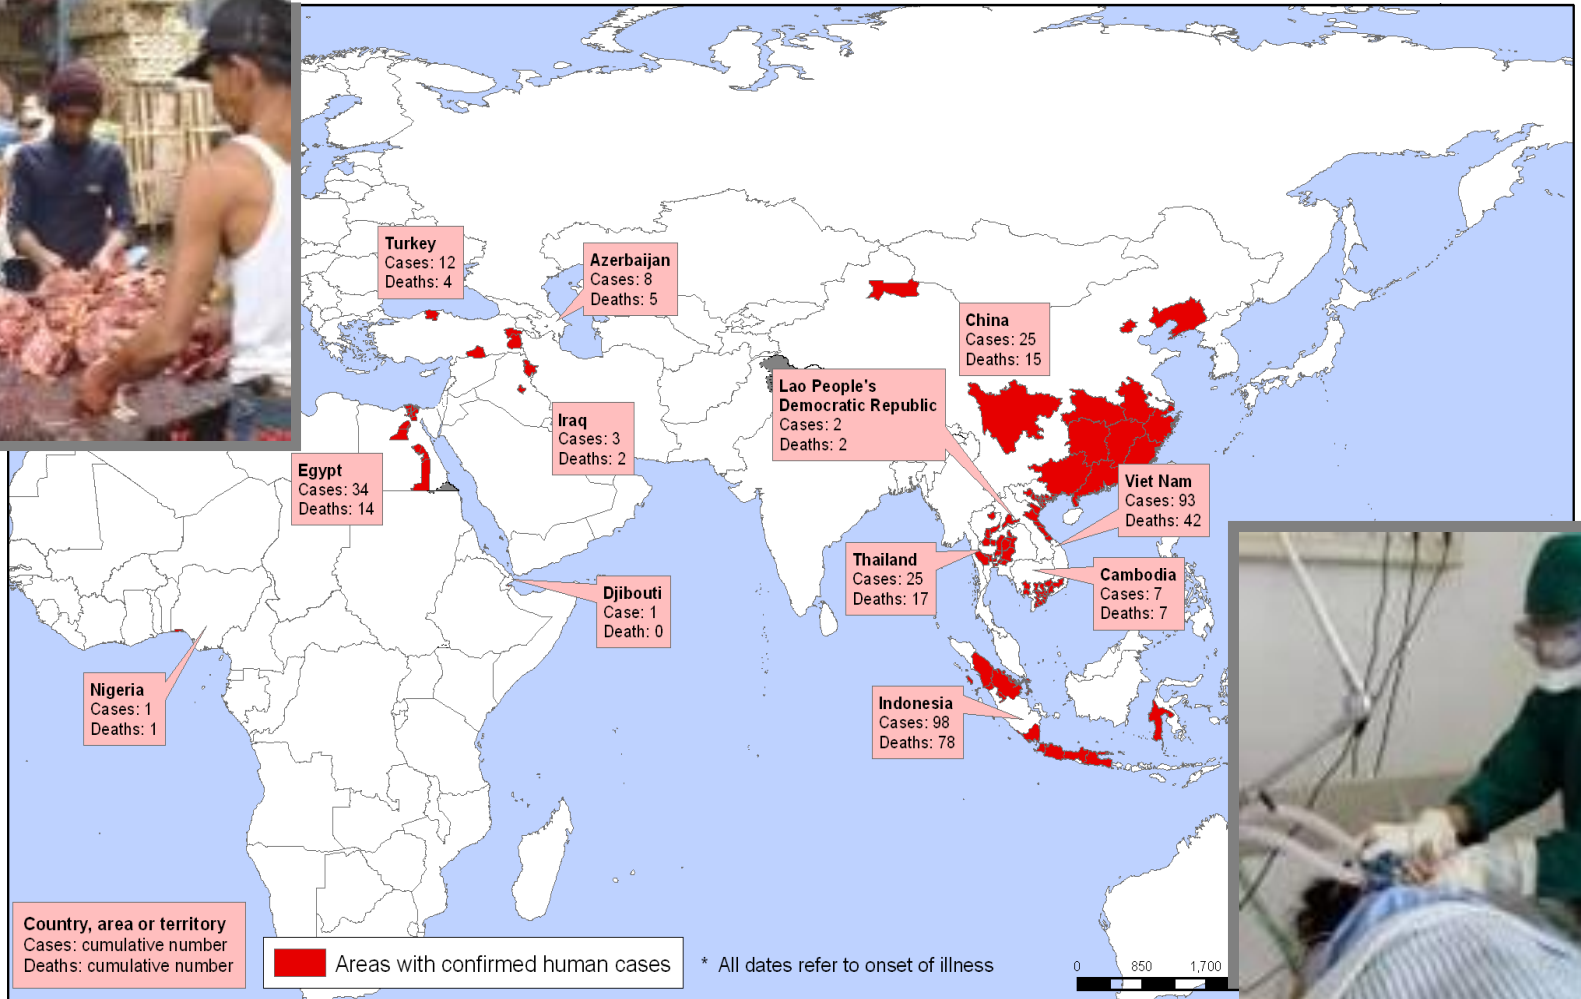 Turkey
Cases: 12
Deaths: 4
Azerbaijan
Cases: 8
Deaths: 5
China
Cases: 25
Deaths: 15
Lao People's
Democratic Republic
Cases: 2
Deaths: 2
Iraq
Cases: 3
Deaths: 2
Egypt
Cases: 34
Deaths: 14
Viet Nam
Cases: 93
Deaths: 42
Thailand
Cases: 25
Deaths: 17
Cambodia
Cases: 7
Deaths: 7
Djibouti
Case: 1
Death: 0
Nigeria
Cases: 1
Deaths: 1
Indonesia
Cases: 98
Deaths: 78
Country, area or territory
Cases: cumulative number
Deaths: cumulative number
Areas with confirmed human cases
* All dates refer to onset of illness
0 850 1,700